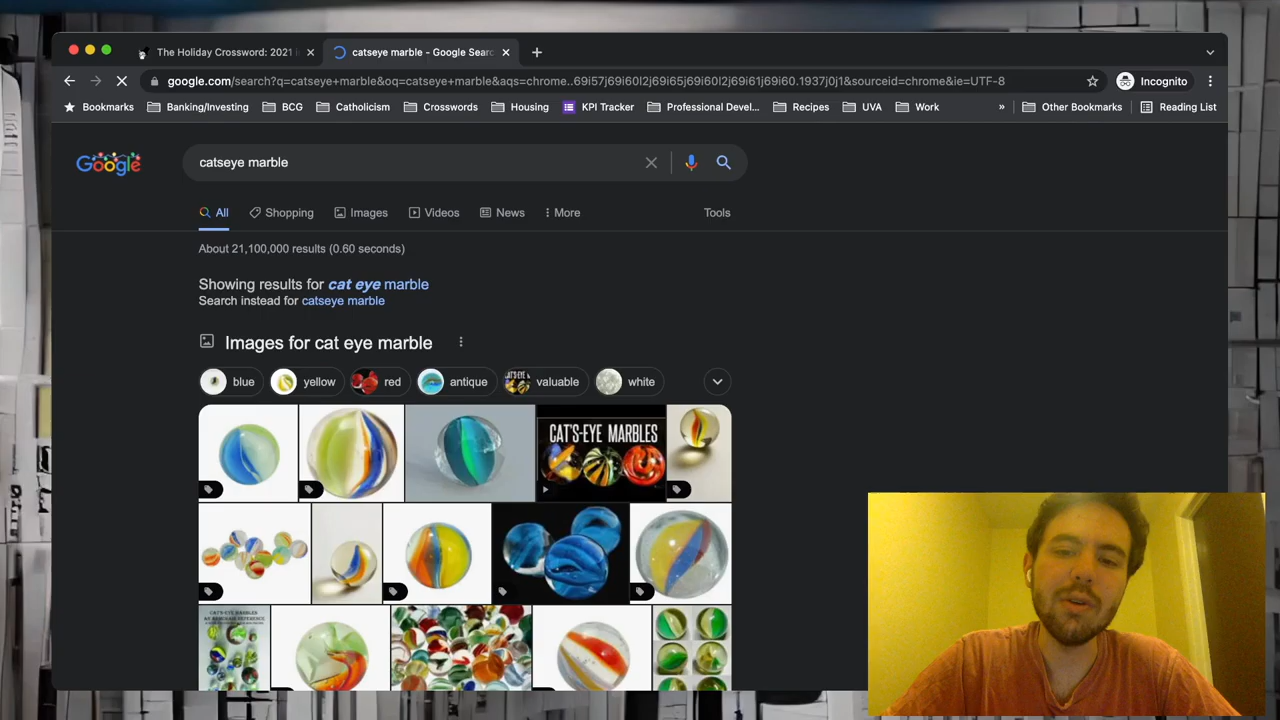 The Holiday Crossword: 2021
catseye marble - Google Sear
google.com/search?q=catseye+marble&oq=catseye+marble&aqs=chrome..69i57j69i60l2j69i65j69i60l2j69i61j69i60.1937j0j1&sourceid=chrome&ie=UTF-8
Incognito
Bookmarks Banking/Investing BCG Catholicism Crosswords Housing KPI Tracker Professional Devel... Recipes UVA Work » Other Bookmarks Reading List
Google
catseye marble
All Shopping Images Videos News More Tools
About 21,100,000 results (0.60 seconds)
Showing results for cat eye marble
Search instead for catseye marble
Images for cat eye marble
blue yellow red antique valuable white
CAT'S-EYE MARBLES
CAT'S-EYE MARBLES